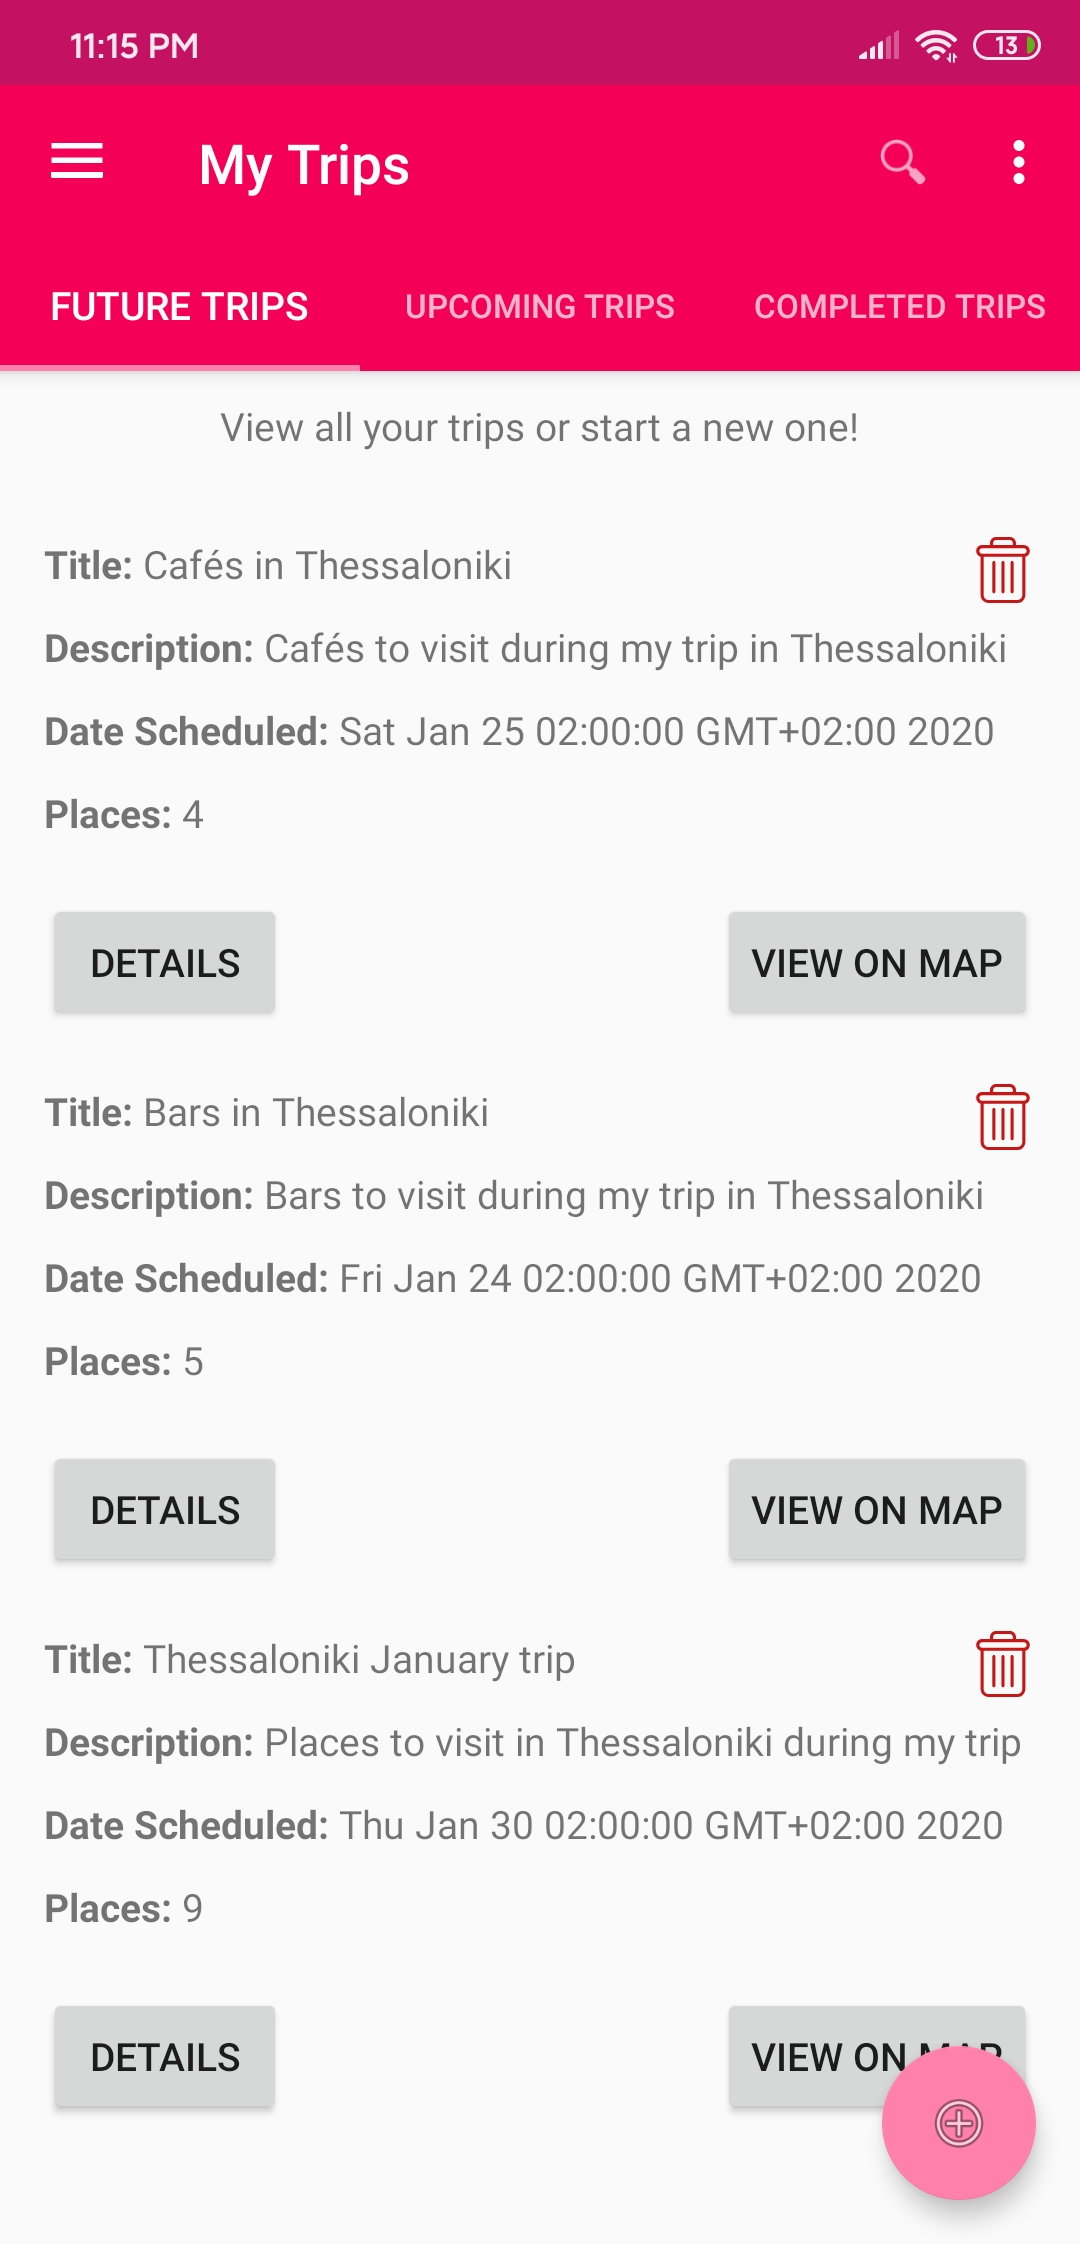 11:15 PM
13
My Trips
FUTURE TRIPS
UPCOMING TRIPS
COMPLETED TRIPS
View all your trips or start a new one!
Title: Cafés in Thessaloniki
Description: Cafés to visit during my trip in Thessaloniki
Date Scheduled: Sat Jan 25 02:00:00 GMT+02:00 2020
Places: 4
DETAILS
VIEW ON MAP
Title: Bars in Thessaloniki
Description: Bars to visit during my trip in Thessaloniki
Date Scheduled: Fri Jan 24 02:00:00 GMT+02:00 2020
Places: 5
DETAILS
VIEW ON MAP
Title: Thessaloniki January trip
Description: Places to visit in Thessaloniki during my trip
Date Scheduled: Thu Jan 30 02:00:00 GMT+02:00 2020
Places: 9
DETAILS
VIEW ON MAP